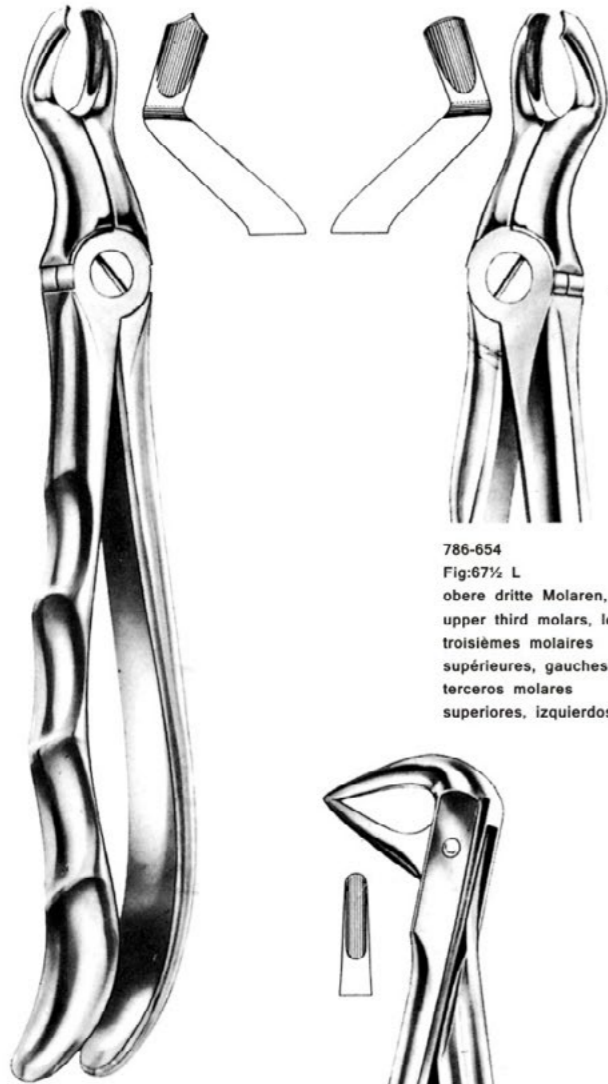 786-654
Fig:67½ L
obere dritte Molaren,
upper third molars,
troisièmes molaires
supérieures, gauches
terceros molares
superiores, izquierdos